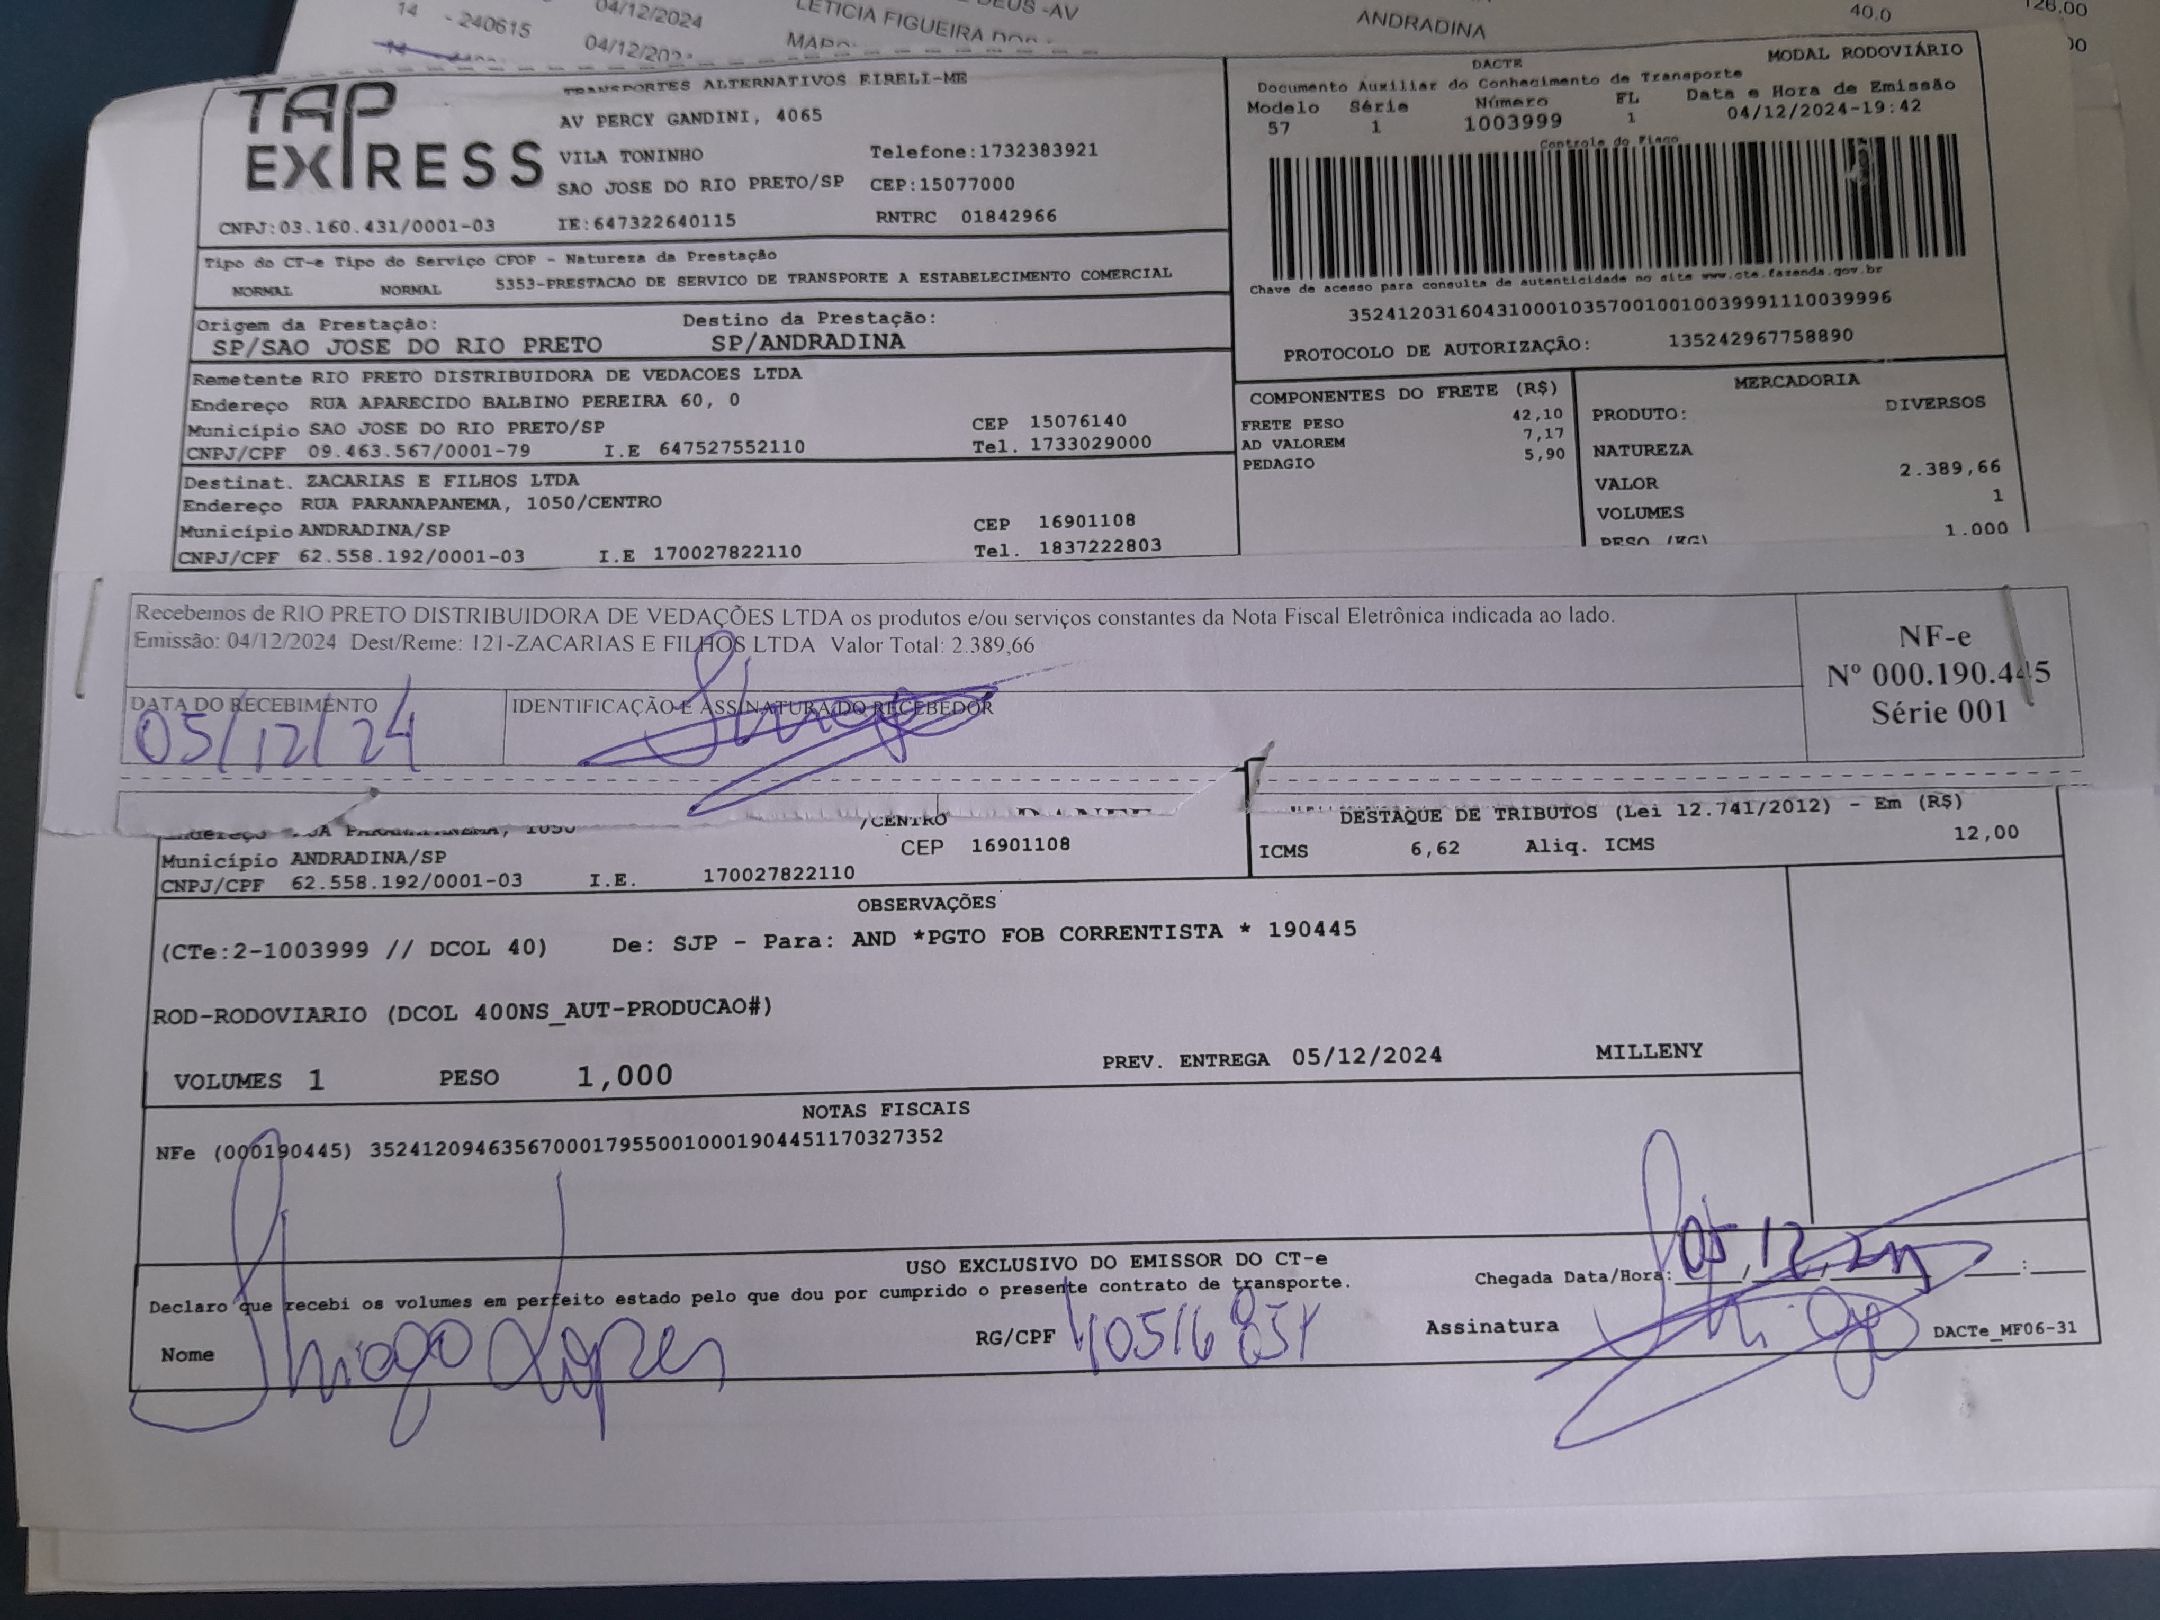 14 - 240615 04/12/2024 LETICIA FIGUEIRA ANDRADINA 40.0 126.00
04/12/202
TAP EXPRESS
TRANSPORTES ALTERNATIVOS EIRELI-ME
AV PERCY GANDINI, 4065
VILA TONINHO Telefone:1732383921
SAO JOSE DO RIO PRETO/SP CEP:15077000
CNPJ:03.160.431/0001-03 IE:647322640115 RNTRC 01842966
DACTE MODAL RODOVIÁRIO
Documento Auxiliar do Conhecimento de Transporte
Modelo Série Número FL Data e Hora de Emissão
57 1 1003999 1 04/12/2024-19:42
Controle do Fisco
Chave de acesso para consulta de autenticidade no site www.cte.fazenda.gov.br
35241203160431000103570010010039991110039996
PROTOCOLO DE AUTORIZAÇÃO: 135242967758890
Tipo do CT-e Tipo do Serviço CFOP - Natureza da Prestação
NORMAL NORMAL 5353-PRESTACAO DE SERVICO DE TRANSPORTE A ESTABELECIMENTO COMERCIAL
Origem da Prestação: Destino da Prestação:
SP/SAO JOSE DO RIO PRETO SP/ANDRADINA
Remetente RIO PRETO DISTRIBUIDORA DE VEDACOES LTDA
Endereço RUA APARECIDO BALBINO PEREIRA 60, 0
Município SAO JOSE DO RIO PRETO/SP CEP 15076140
CNPJ/CPF 09.463.567/0001-79 I.E 647527552110 Tel. 1733029000
Destinat. ZACARIAS E FILHOS LTDA
Endereço RUA PARANAPANEMA, 1050/CENTRO
Município ANDRADINA/SP CEP 16901108
CNPJ/CPF 62.558.192/0001-03 I.E 170027822110 Tel. 1837222803
COMPONENTES DO FRETE (R$)
FRETE PESO 42,10
AD VALOREM 7,17
PEDAGIO 5,90
MERCADORIA
PRODUTO: DIVERSOS
NATUREZA
VALOR 2.389,66
VOLUMES 1
PESO (KG) 1.000
Recebemos de RIO PRETO DISTRIBUIDORA DE VEDAÇÕES LTDA os produtos e/ou serviços constantes da Nota Fiscal Eletrônica indicada ao lado.
Emissão: 04/12/2024 Dest/Reme: 121-ZACARIAS E FILHOS LTDA Valor Total: 2.389,66
DATA DO RECEBIMENTO IDENTIFICAÇÃO E ASSINATURA DO RECEBEDOR
05/12/24 Thiago
NF-e
Nº 000.190.445
Série 001
Endereço RUA PARANAPANEMA, 1050 /CENTRO
Município ANDRADINA/SP CEP 16901108
CNPJ/CPF 62.558.192/0001-03 I.E. 170027822110
DESTAQUE DE TRIBUTOS (Lei 12.741/2012) - Em (R$)
ICMS 6,62 Aliq. ICMS 12,00
OBSERVAÇÕES
(CTe:2-1003999 // DCOL 40) De: SJP - Para: AND *PGTO FOB CORRENTISTA * 190445
ROD-RODOVIARIO (DCOL 400NS_AUT-PRODUCAO#)
VOLUMES 1 PESO 1,000 PREV. ENTREGA 05/12/2024 MILLENY
NOTAS FISCAIS
NFe (000190445) 35241209463567000179550010001904451170327352
USO EXCLUSIVO DO EMISSOR DO CT-e
Declaro que recebi os volumes em perfeito estado pelo que dou por cumprido o presente contrato de transporte.
Chegada Data/Hora: 05/12/24 :
Nome Thiago Lopes RG/CPF Assinatura Thiago DACTe_MF06-31